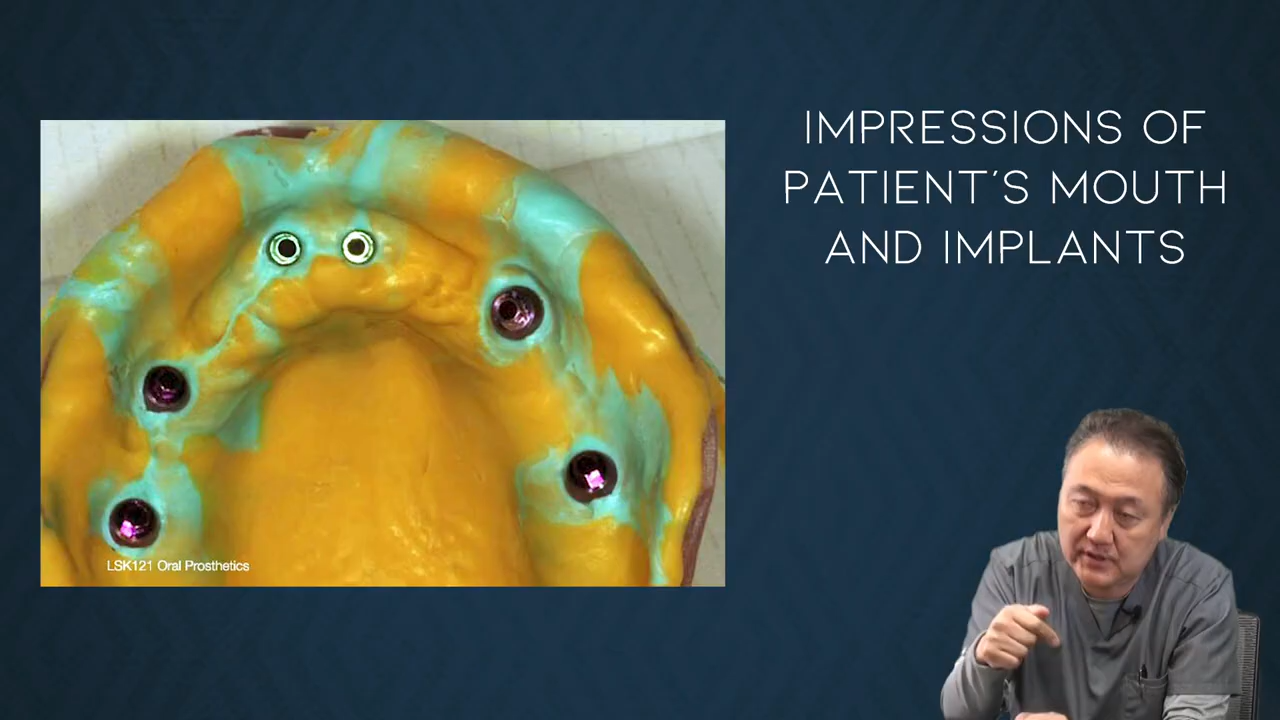 IMPRESSIONS OF
PATIENT'S MOUTH
AND IMPLANTS
LSK121 Oral Prosthetics